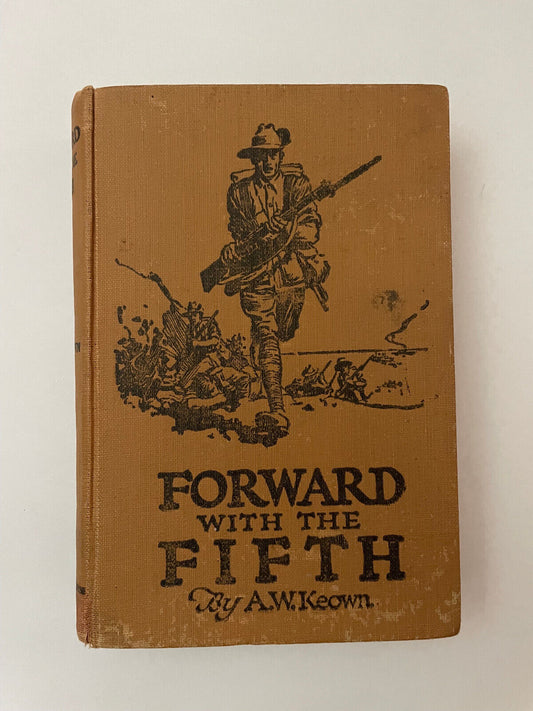 FORWARD
WITH THE
FIFTH
By A.W. Keown.